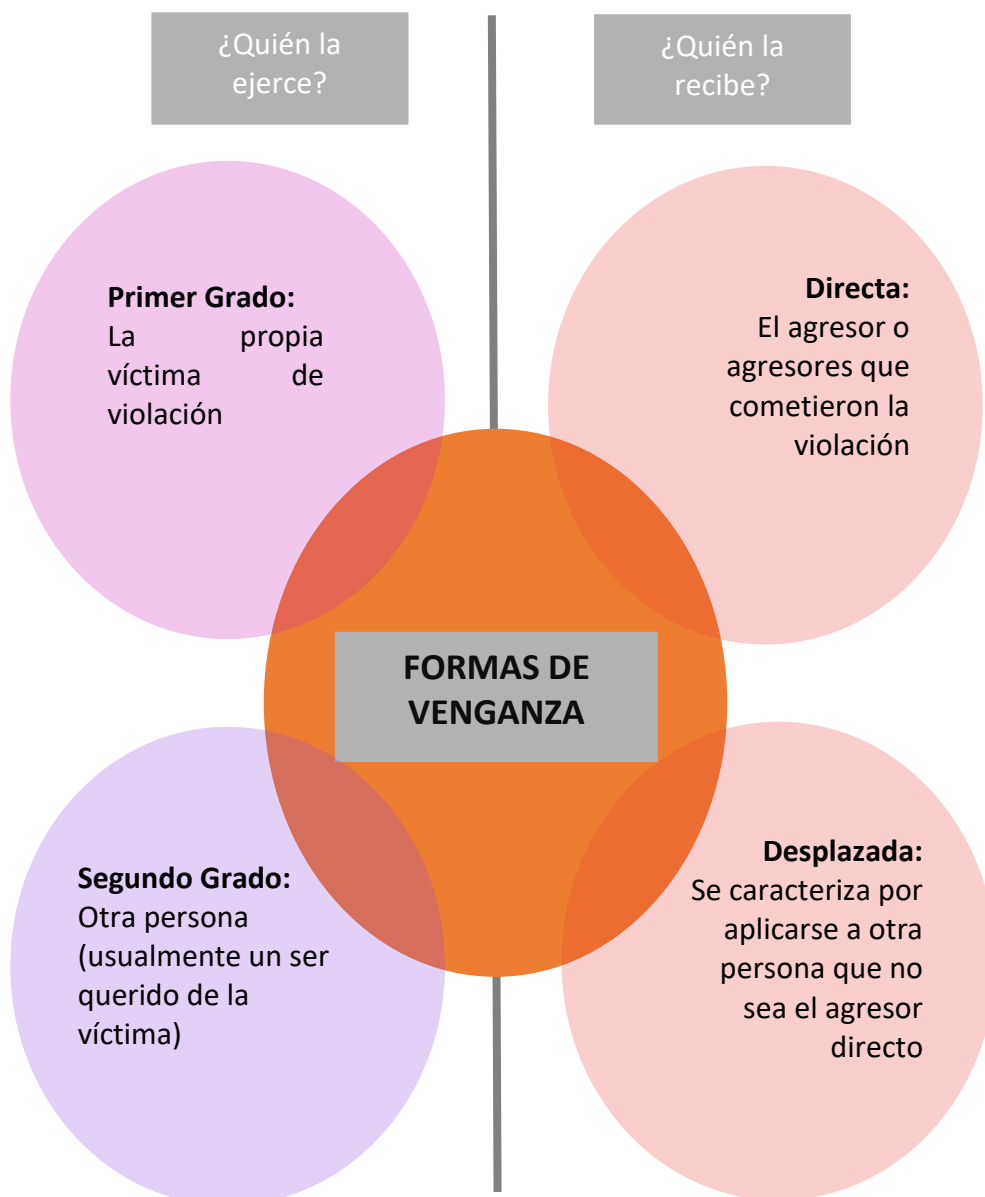 ¿Quién la
ejerce?
¿Quién la
recibe?
Primer Grado:
La propia
víctima de
violación
Directa:
El agresor o
agresores que
cometieron la
violación
FORMAS DE
VENGANZA
Segundo Grado:
Otra persona
(usualmente un ser
querido de la
víctima)
Desplazada:
Se caracteriza por
aplicarse a otra
persona que no
sea el agresor
directo